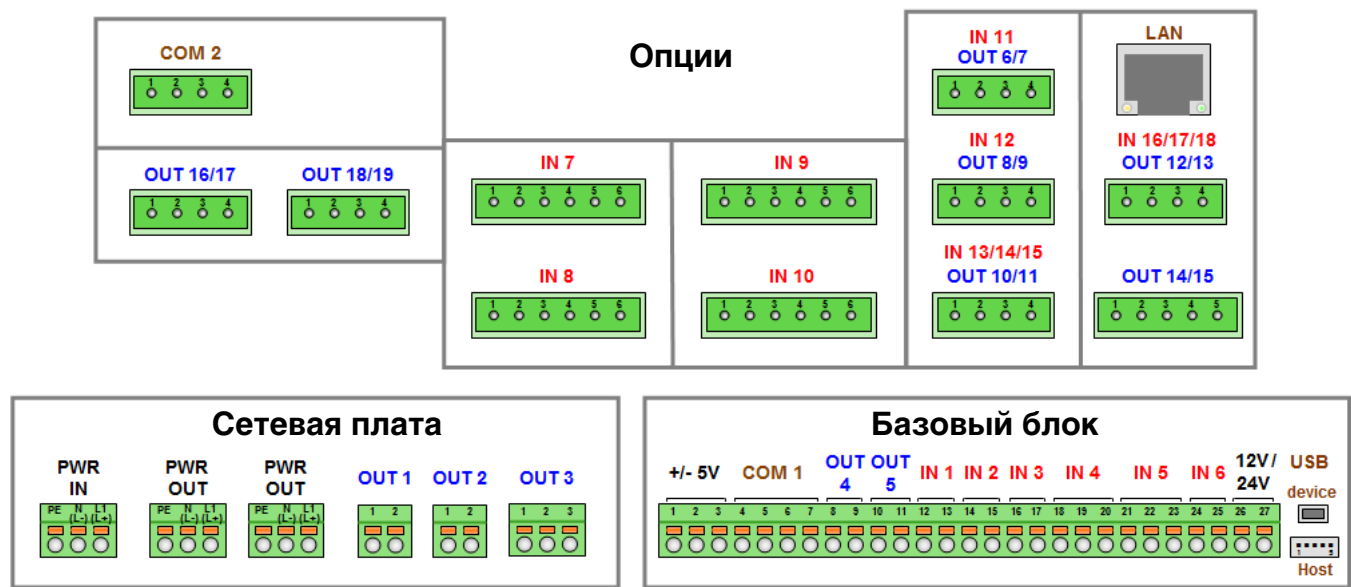 Опции
COM 2
1 2 3 4
OUT 16/17 OUT 18/19
1 2 3 4 1 2 3 4
IN 7 IN 9
1 2 3 4 5 6 1 2 3 4 5 6
IN 8 IN 10
1 2 3 4 5 6 1 2 3 4 5 6
IN 11
OUT 6/7
1 2 3 4
IN 12
OUT 8/9
1 2 3 4
IN 13/14/15
OUT 10/11
1 2 3 4
LAN
IN 16/17/18
OUT 12/13
1 2 3 4
OUT 14/15
1 2 3 4 5
Сетевая плата
PWR IN PWR OUT PWR OUT OUT 1 OUT 2 OUT 3
PE N (L-) L1 (L+) PE N (L-) L1 (L+) PE N (L-) L1 (L+) 1 2 1 2 1 2 3
Базовый блок
+/- 5V COM 1 OUT 4 OUT 5 IN 1 IN 2 IN 3 IN 4 IN 5 IN 6 12V / 24V USB
device
1 2 3 4 5 6 7 8 9 10 11 12 13 14 15 16 17 18 19 20 21 22 23 24 25 26 27
1 5
Host